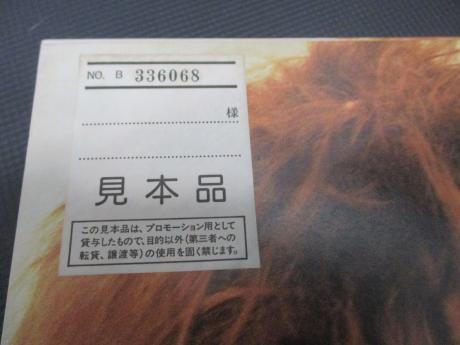 NO. B 336068
様
見本品
この見本品は、プロモーション用として
貸与したもので、目的以外(第三者への
転貸、譲渡等)の使用を固く禁じます。